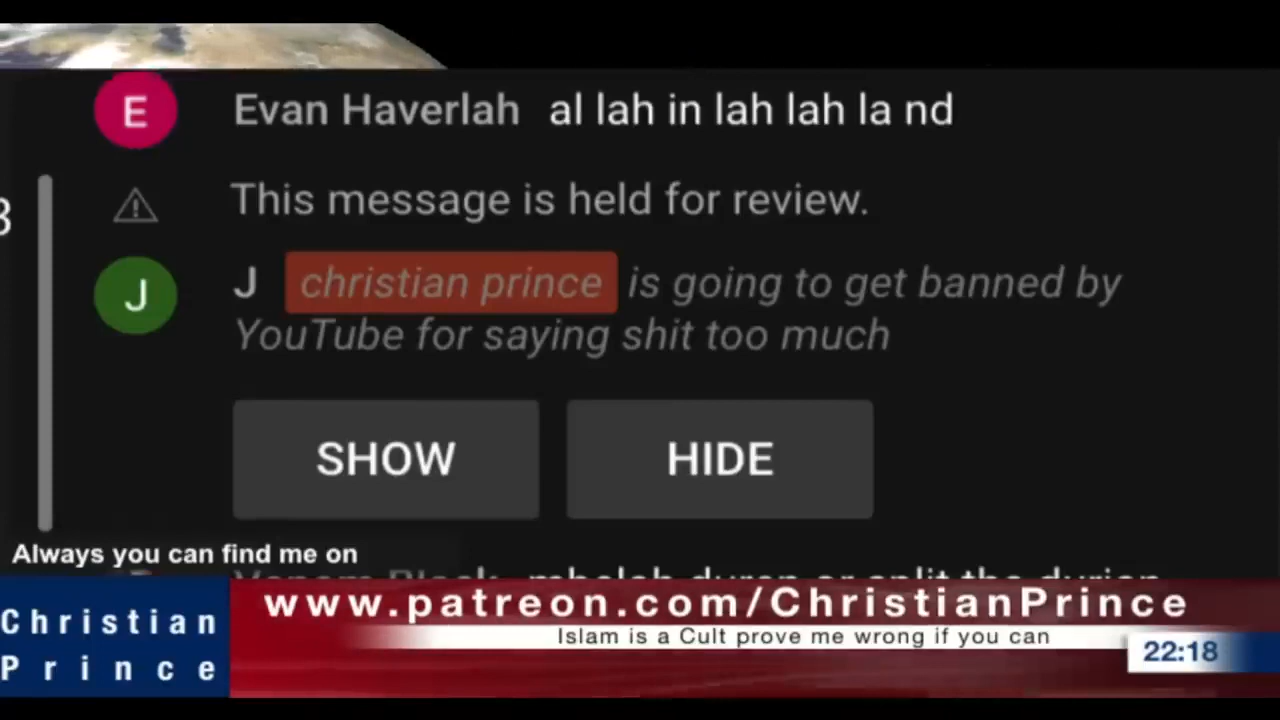 Evan Haverlah al lah in lah lah la nd
This message is held for review.
J J christian prince is going to get banned by
YouTube for saying shit too much
SHOW HIDE
Always you can find me on
www.patreon.com/ChristianPrince
Islam is a Cult prove me wrong if you can
Christian
Prince
22:18